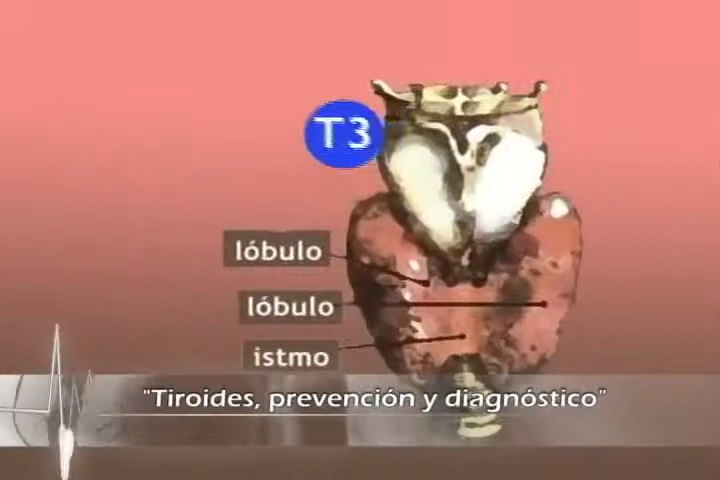 T3
lóbulo
lóbulo
istmo
"Tiroides, prevención y diagnóstico"